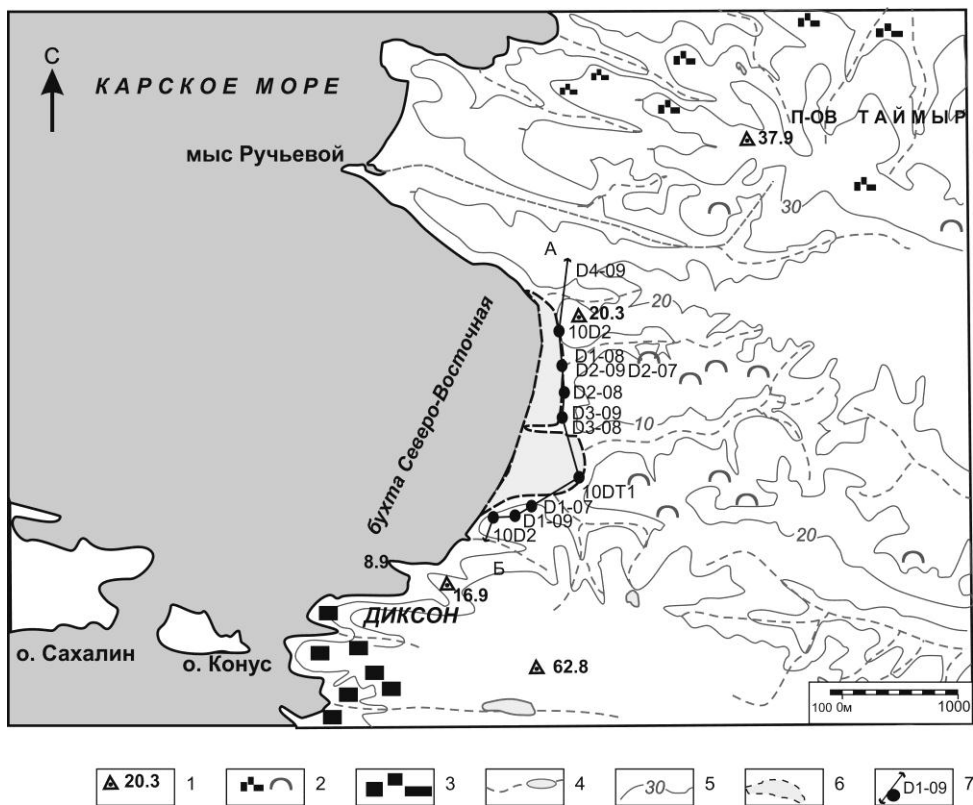 С
КАРСКОЕ МОРЕ
П-ОВ ТАЙМЫР
37.9
мыс Ручьевой
30
А
D4-09
20
20.3
10D2
D1-08
D2-09 D2-07
D2-08
D3-09
10
D3-08
бухта Северо-Восточная
10DT1
D1-07
D1-09
10D2
20
8.9
Б
16.9
ДИКСОН
о. Сахалин
о. Конус
62.8
100 0м 1000
20.3 1
2
3
4
30 5
6
D1-09 7